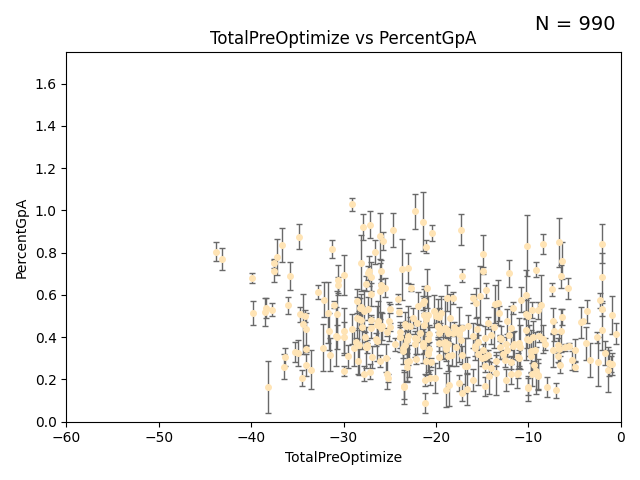 N = 990
TotalPreOptimize vs PercentGpA
1.6
1.4
1.2
1.0
0.8
0.6
0.4
0.2
0.0
PercentGpA
−60 −50 −40 −30 −20 −10 0
TotalPreOptimize